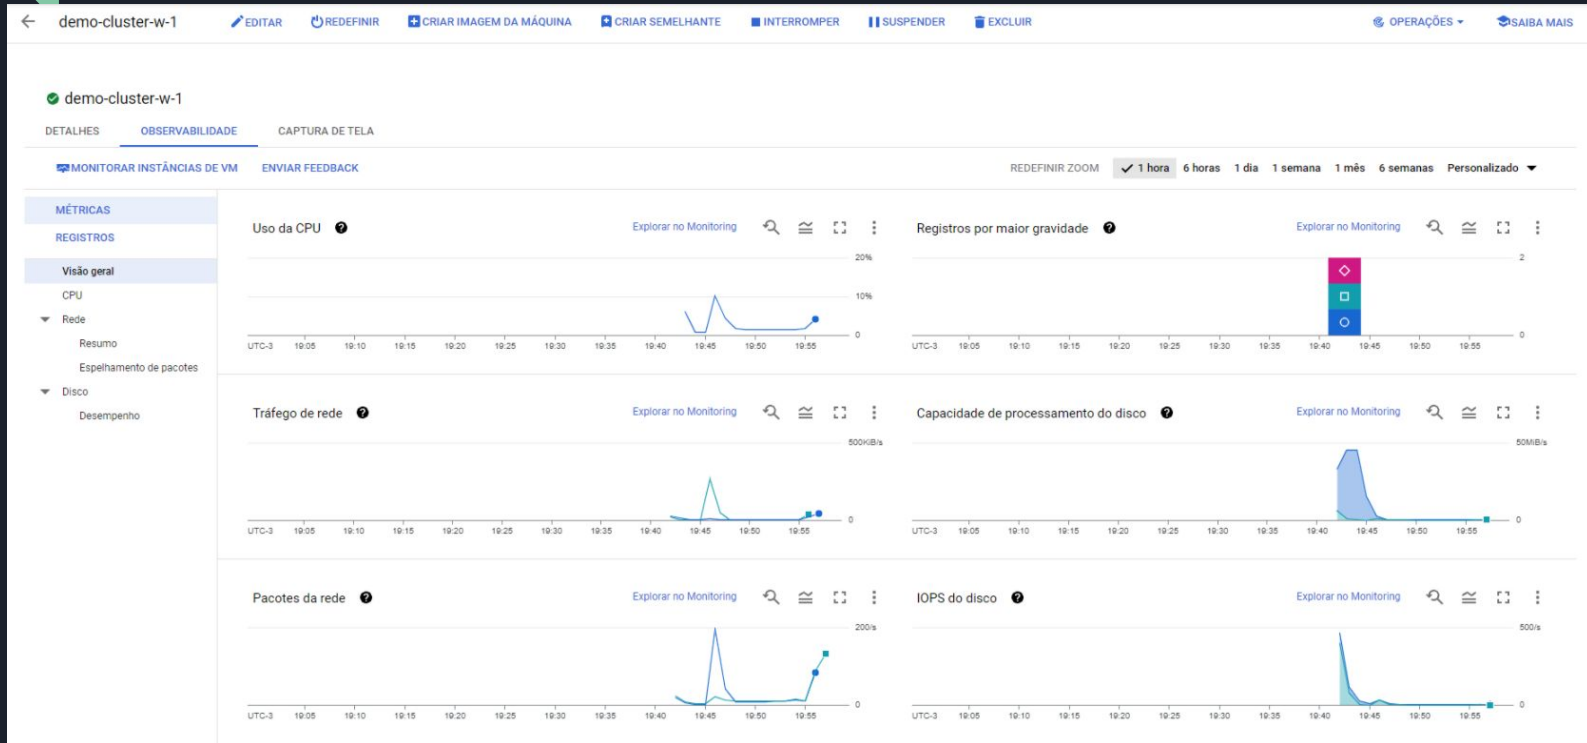 demo-cluster-w-1 EDITAR REDEFINIR CRIAR IMAGEM DA MÁQUINA CRIAR SEMELHANTE INTERROMPER SUSPENDER EXCLUIR OPERAÇÕES SAIBA MAIS
demo-cluster-w-1
DETALHES OBSERVABILIDADE CAPTURA DE TELA
MONITORAR INSTÂNCIAS DE VM ENVIAR FEEDBACK REDEFINIR ZOOM 1 hora 6 horas 1 dia 1 semana 1 mês 6 semanas Personalizado
MÉTRICAS
REGISTROS
Visão geral
CPU
Rede
Resumo
Espelhamento de pacotes
Disco
Desempenho
Uso da CPU Explorar no Monitoring
20%
10%
0
UTC-3 19:05 19:10 19:15 19:20 19:25 19:30 19:35 19:40 19:45 19:50 19:55
Registros por maior gravidade Explorar no Monitoring
2
0
UTC-3 19:05 19:10 19:15 19:20 19:25 19:30 19:35 19:40 19:45 19:50 19:55
Tráfego de rede Explorar no Monitoring
500KiB/s
0
UTC-3 19:05 19:10 19:15 19:20 19:25 19:30 19:35 19:40 19:45 19:50 19:55
Capacidade de processamento do disco Explorar no Monitoring
50MiB/s
0
UTC-3 19:05 19:10 19:15 19:20 19:25 19:30 19:35 19:40 19:45 19:50 19:55
Pacotes da rede Explorar no Monitoring
200/s
0
UTC-3 19:05 19:10 19:15 19:20 19:25 19:30 19:35 19:40 19:45 19:50 19:55
IOPS do disco Explorar no Monitoring
500/s
0
UTC-3 19:05 19:10 19:15 19:20 19:25 19:30 19:35 19:40 19:45 19:50 19:55